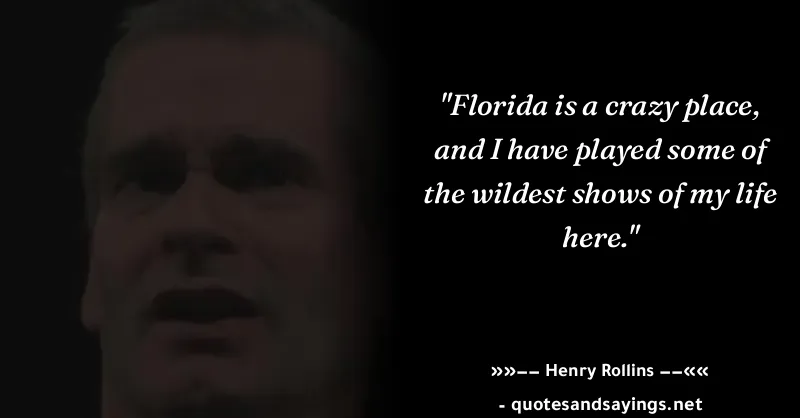 "Florida is a crazy place,
and I have played some of
the wildest shows of my life
here."
»»—— Henry Rollins ——««
- quotesandsayings.net